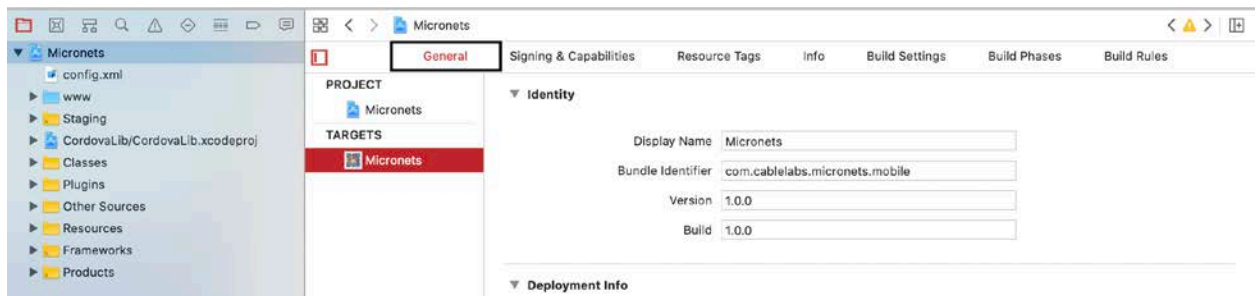 Micronets
General Signing & Capabilities Resource Tags Info Build Settings Build Phases Build Rules
Micronets
config.xml
www
Staging
CordovaLib/CordovaLib.xcodeproj
Classes
Plugins
Other Sources
Resources
Frameworks
Products
PROJECT
Micronets
TARGETS
Micronets
Identity
Display Name Micronets
Bundle Identifier com.cablelabs.micronets.mobile
Version 1.0.0
Build 1.0.0
Deployment Info